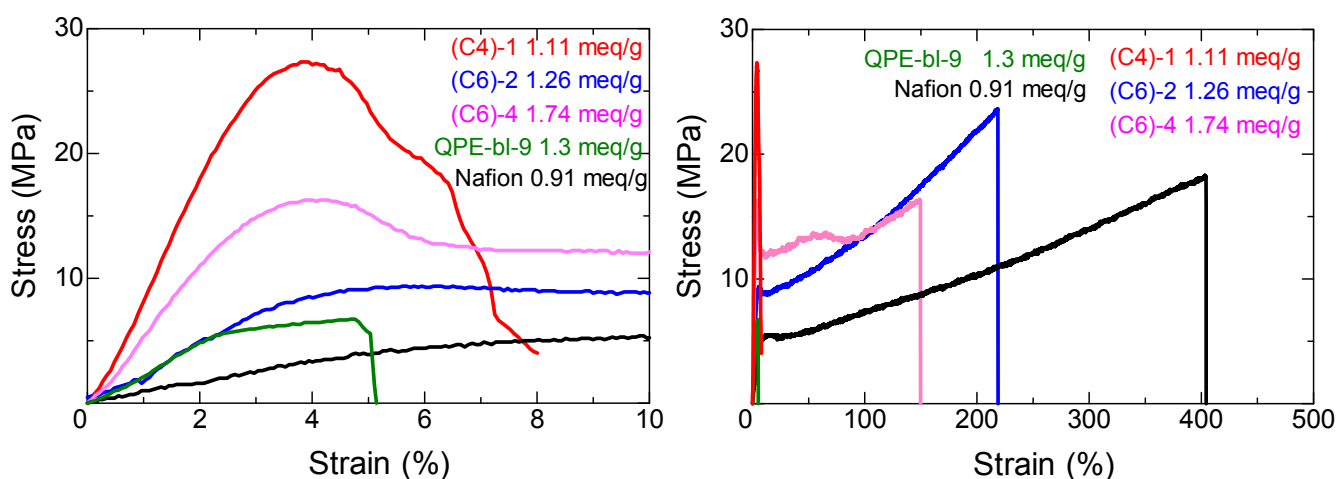 30
20
10
0
0
2
4
6
8
10
Stress (MPa)
Strain (%)
(C4)-1 1.11 meq/g
(C6)-2 1.26 meq/g
(C6)-4 1.74 meq/g
QPE-bl-9 1.3 meq/g
Nafion 0.91 meq/g
30
20
10
0
0
100
200
300
400
500
Stress (MPa)
Strain (%)
QPE-bl-9 1.3 meq/g
Nafion 0.91 meq/g
(C4)-1 1.11 meq/g
(C6)-2 1.26 meq/g
(C6)-4 1.74 meq/g